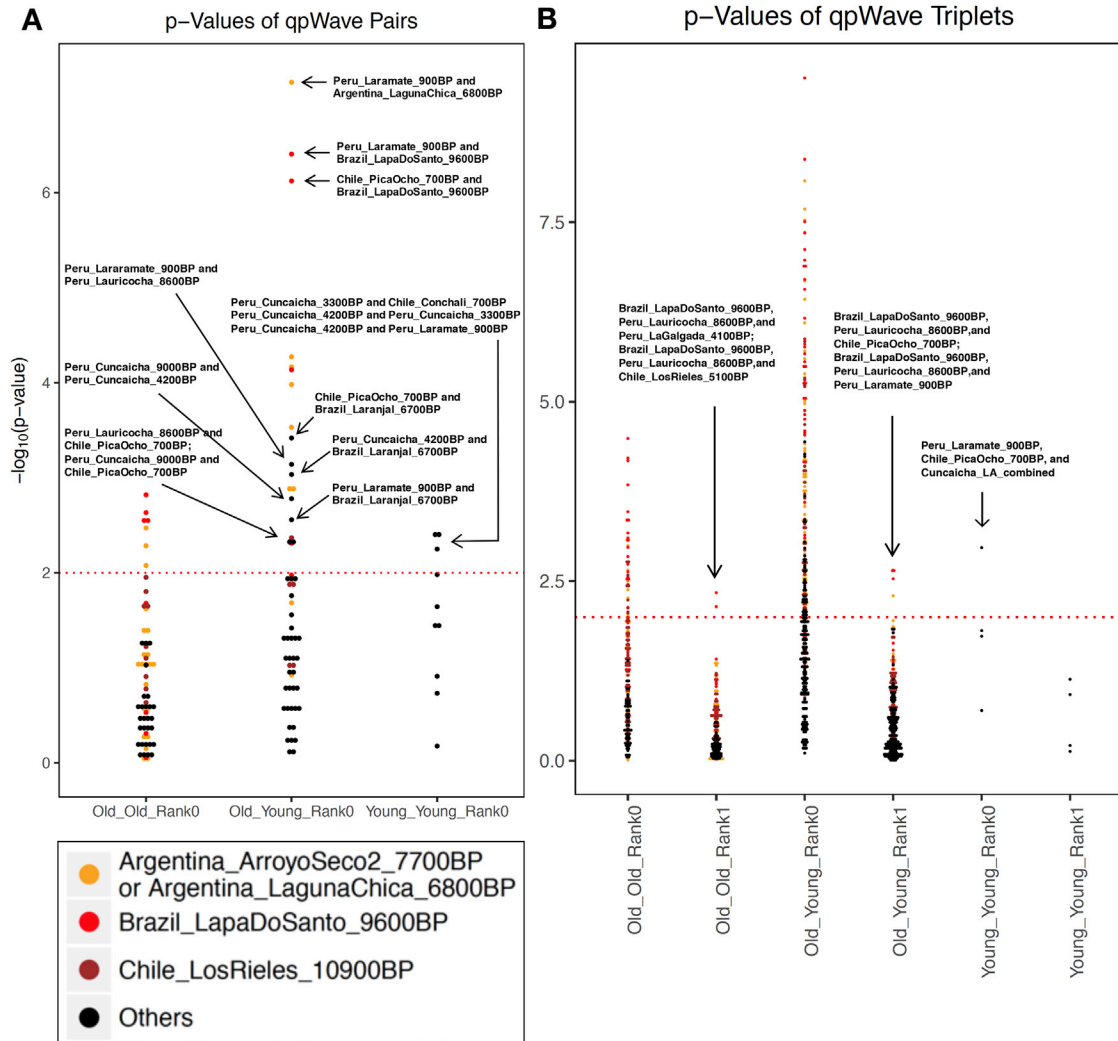 A
p-Values of qpWave Pairs
-log10(p-value)
6
4
2
0
Peru_Laramate_900BP and
Argentina_LagunaChica_6800BP
Peru_Laramate_900BP and
Brazil_LapaDoSanto_9600BP
Chile_PicaOcho_700BP and
Brazil_LapaDoSanto_9600BP
Peru_Lararamate_900BP and
Peru_Lauricocha_8600BP
Peru_Cuncaicha_3300BP and Chile_Conchali_700BP
Peru_Cuncaicha_4200BP and Peru_Cuncaicha_3300BP
Peru_Cuncaicha_4200BP and Peru_Laramate_900BP
Peru_Cuncaicha_9000BP and
Peru_Cuncaicha_4200BP
Chile_PicaOcho_700BP and
Brazil_Laranjal_6700BP
Peru_Lauricocha_8600BP and
Chile_PicaOcho_700BP;
Peru_Cuncaicha_9000BP and
Chile_PicaOcho_700BP
Peru_Cuncaicha_4200BP and
Brazil_Laranjal_6700BP
Peru_Laramate_900BP and
Brazil_Laranjal_6700BP
Old_Old_Rank0
Old_Young_Rank0
Young_Young_Rank0
Argentina_ArroyoSeco2_7700BP
or Argentina_LagunaChica_6800BP
Brazil_LapaDoSanto_9600BP
Chile_LosRieles_10900BP
Others
B
p-Values of qpWave Triplets
7.5
5.0
2.5
0.0
Brazil_LapaDoSanto_9600BP,
Peru_Lauricocha_8600BP,and
Peru_LaGalgada_4100BP;
Brazil_LapaDoSanto_9600BP,
Peru_Lauricocha_8600BP,and
Chile_LosRieles_5100BP
Brazil_LapaDoSanto_9600BP,
Peru_Lauricocha_8600BP,and
Chile_PicaOcho_700BP;
Brazil_LapaDoSanto_9600BP,
Peru_Lauricocha_8600BP,and
Peru_Laramate_900BP
Peru_Laramate_900BP,
Chile_PicaOcho_700BP, and
Cuncaicha_LA_combined
Old_Old_Rank0
Old_Old_Rank1
Old_Young_Rank0
Old_Young_Rank1
Young_Young_Rank0
Young_Young_Rank1